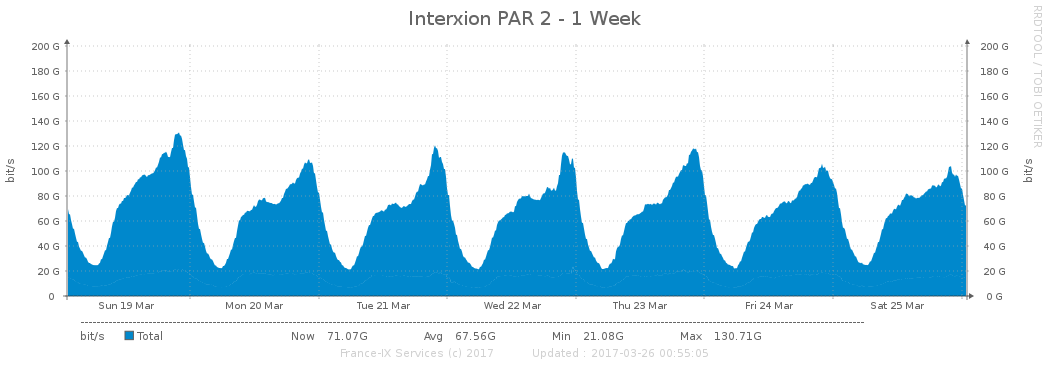 Interxion PAR 2 - 1 Week
RRDTOOL / TOBI OETIKER
200 G 200 G
180 G 180 G
160 G 160 G
140 G 140 G
120 G 120 G
100 G 100 G
80 G 80 G
60 G 60 G
40 G 40 G
20 G 20 G
0 0 G
bit/s bit/s
Sun 19 Mar Mon 20 Mar Tue 21 Mar Wed 22 Mar Thu 23 Mar Fri 24 Mar Sat 25 Mar
bit/s Total Now 71.07G Avg 67.56G Min 21.08G Max 130.71G
France-IX Services (c) 2017 Updated : 2017-03-26 00:55:05